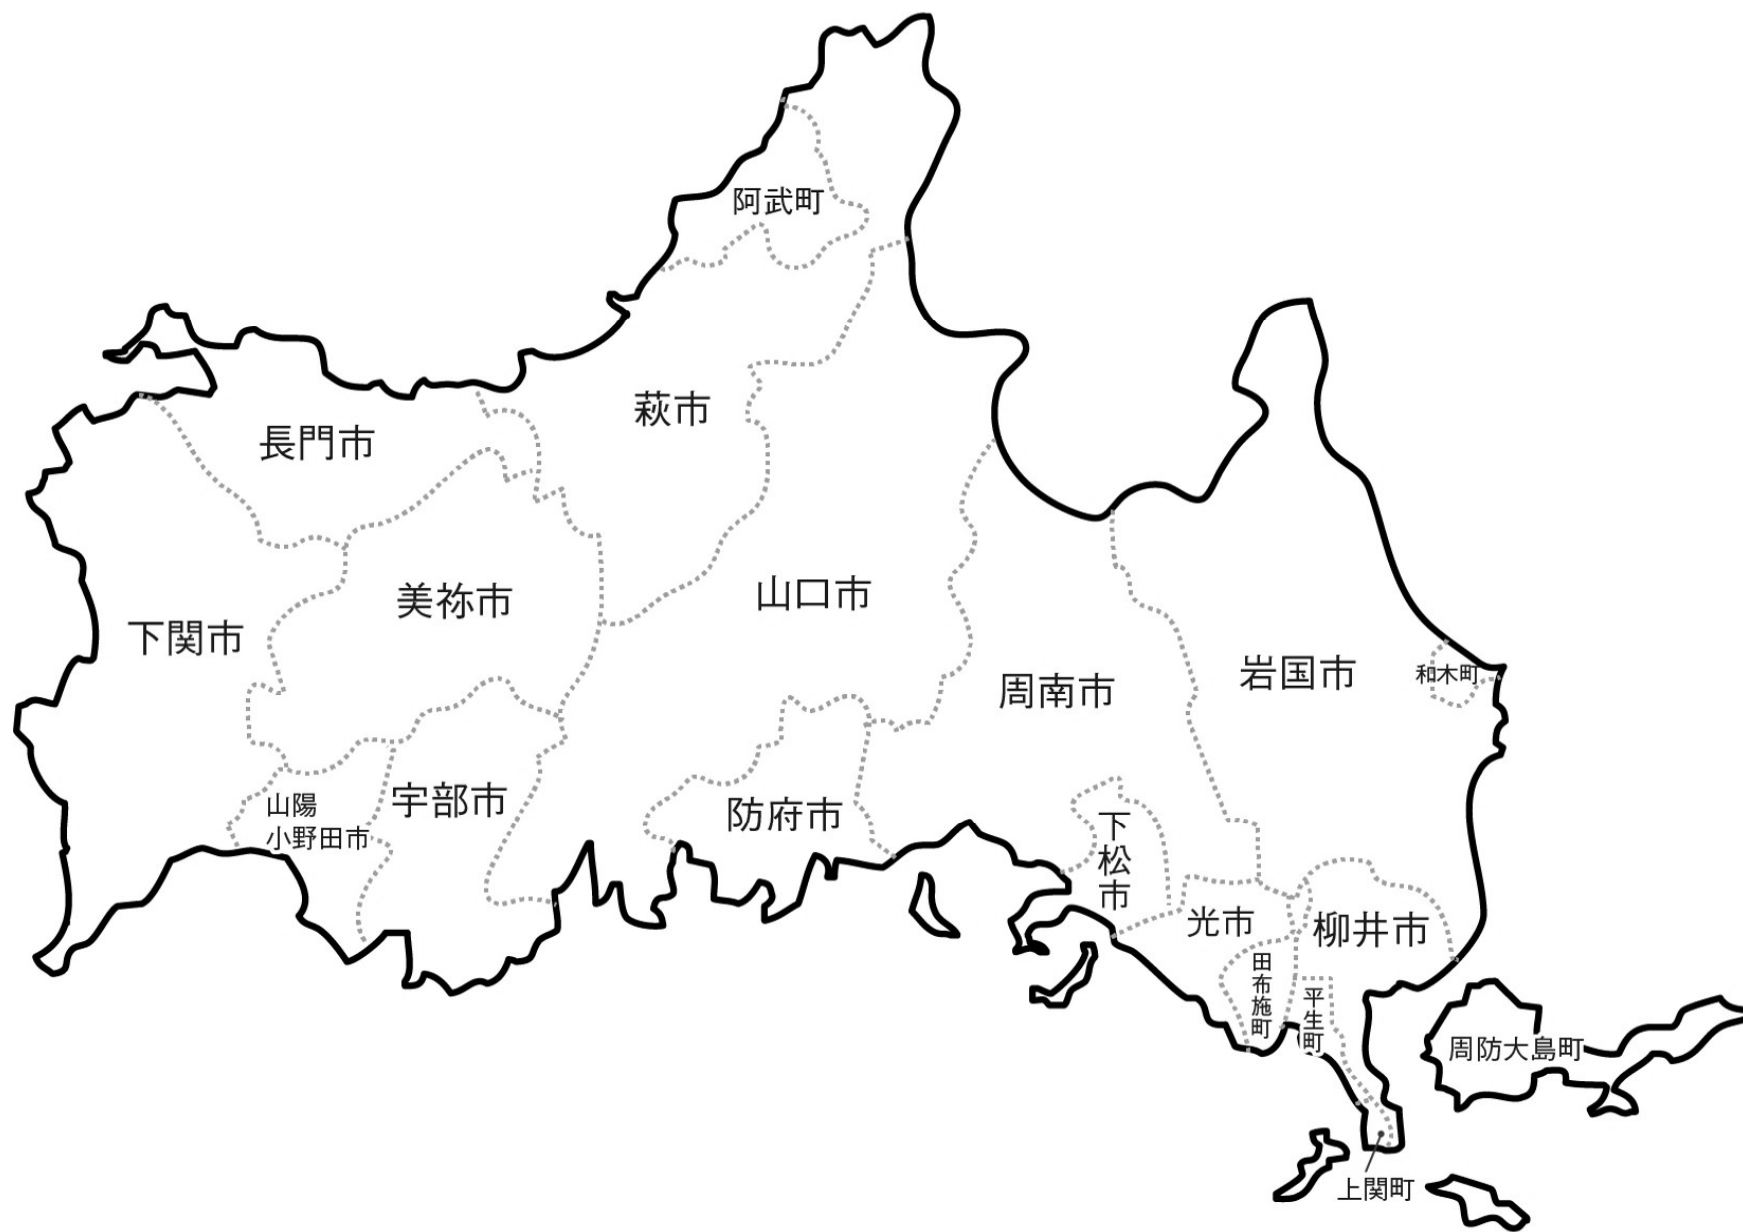 阿武町
萩市
長門市
美祢市
山口市
下関市
周南市
岩国市
和木町
山陽
小野田市
宇部市
防府市
下松市
光市
柳井市
田布施町
平生町
周防大島町
上関町